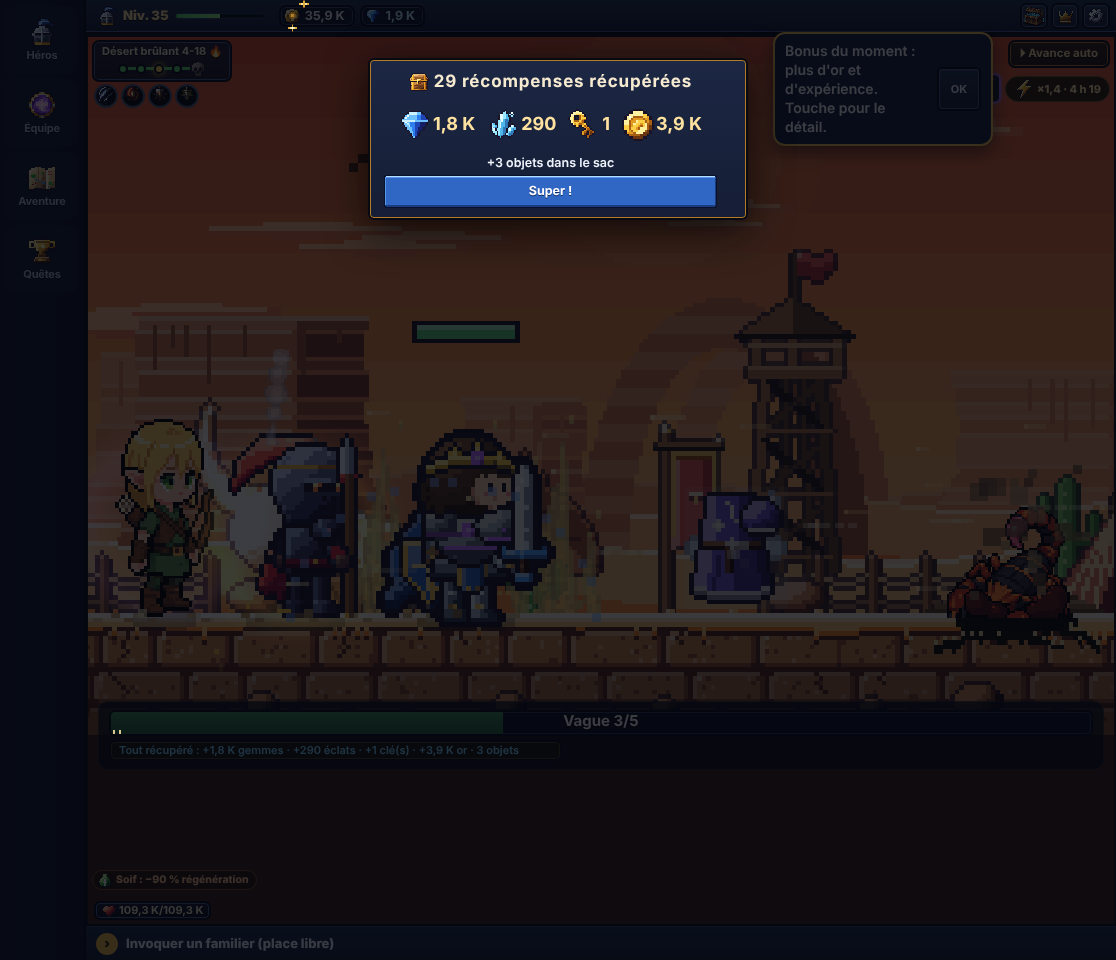 Niv. 35
35,9 K
1,9 K
Héros
Équipe
Aventure
Quêtes
Désert brûlant 4-18
Bonus du moment :
plus d'or et
d'expérience.
Touche pour le
détail.
OK
Avance auto
×1,4 · 4 h 19
29 récompenses récupérées
1,8 K
290
1
3,9 K
+3 objets dans le sac
Super !
Vague 3/5
Tout récupéré : +1,8 K gemmes · +290 éclats · +1 clé(s) · +3,9 K or · 3 objets
Soif : −90 % régénération
109,3 K/109,3 K
Invoquer un familier (place libre)